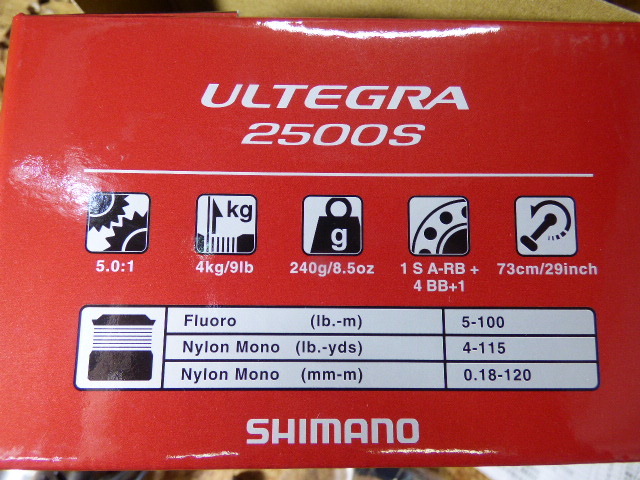 ULTEGRA
2500S
kg
g
5.0:1 4kg/9lb 240g/8.5oz 1 S A-RB + 73cm/29inch
4 BB+1
Fluoro (lb.-m) 5-100
Nylon Mono (lb.-yds) 4-115
Nylon Mono (mm-m) 0.18-120
SHIMANO